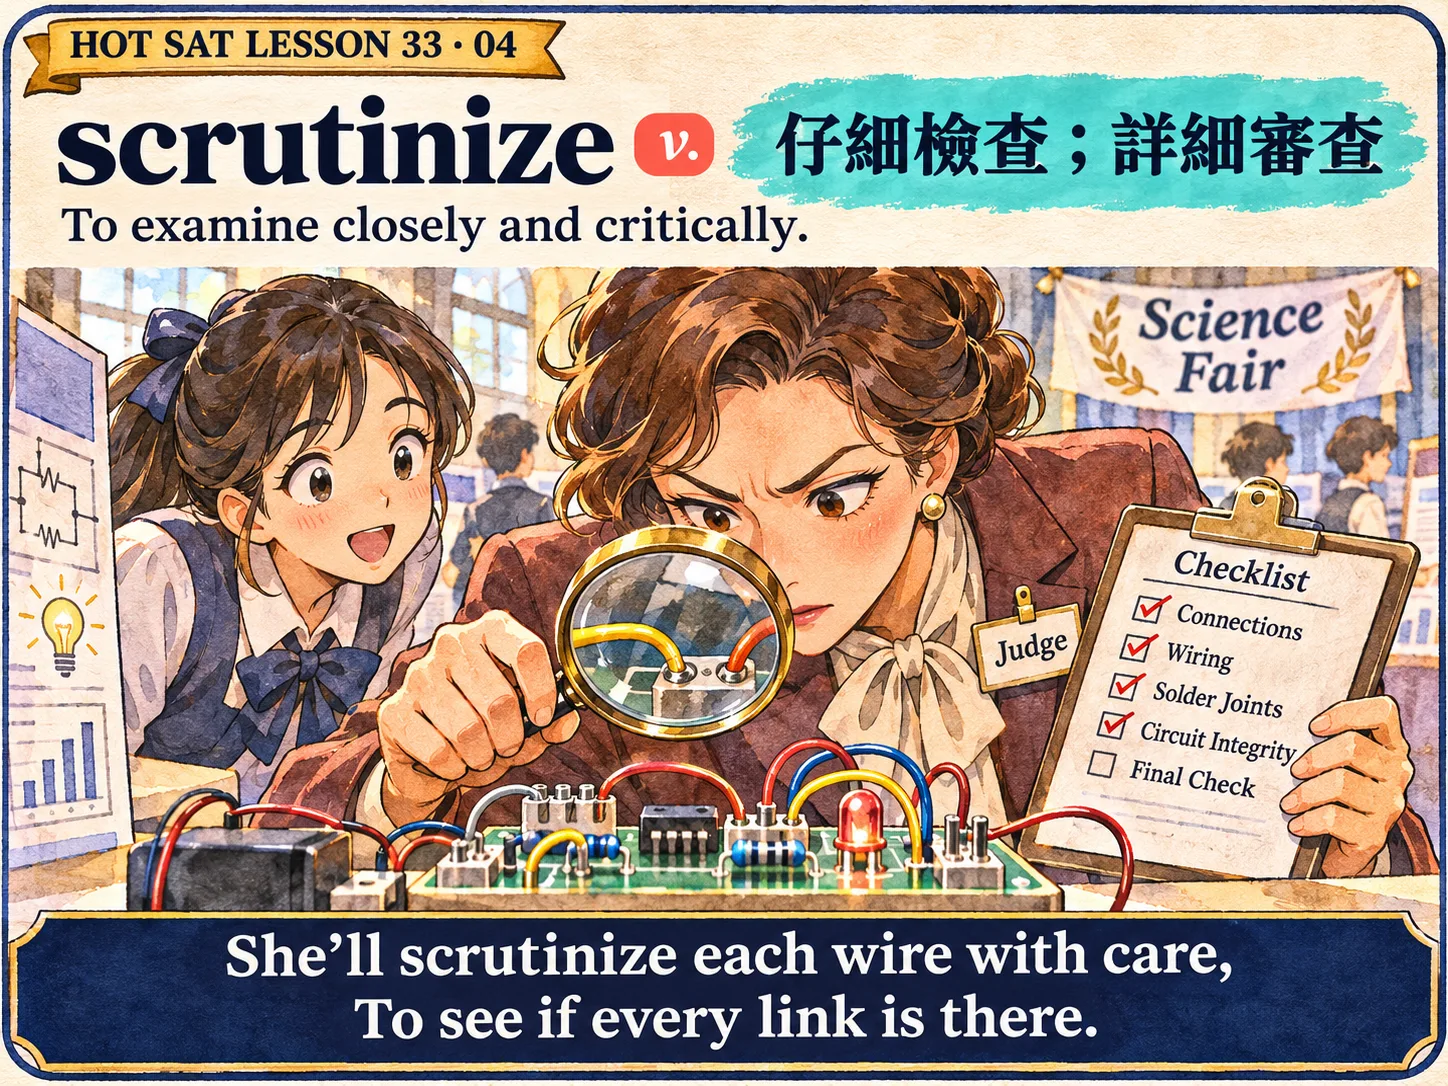 HOT SAT LESSON 33 · 04
scrutinize v. 仔細檢查；詳細審查
To examine closely and critically.
Science
Fair
Judge
Checklist
Connections
Wiring
Solder Joints
Circuit Integrity
Final Check
She’ll scrutinize each wire with care,
To see if every link is there.